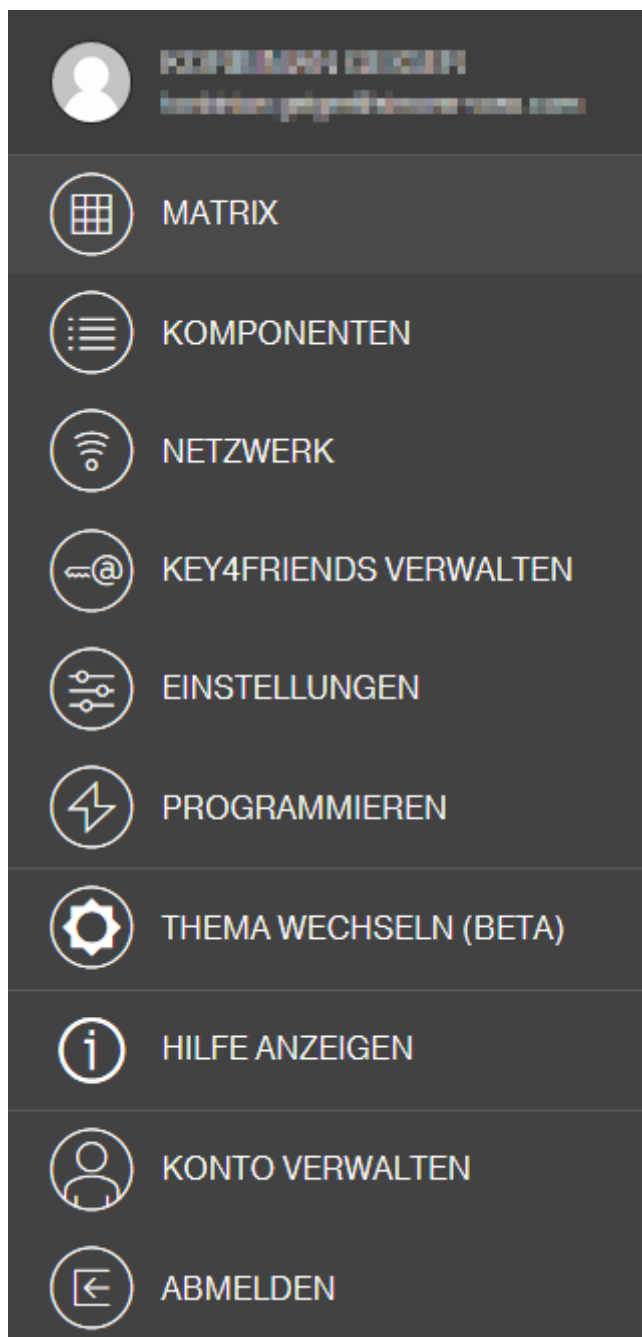 MATRIX
KOMPONENTEN
NETZWERK
KEY4FRIENDS VERWALTEN
EINSTELLUNGEN
PROGRAMMIEREN
THEMA WECHSELN (BETA)
HILFE ANZEIGEN
KONTO VERWALTEN
ABMELDEN